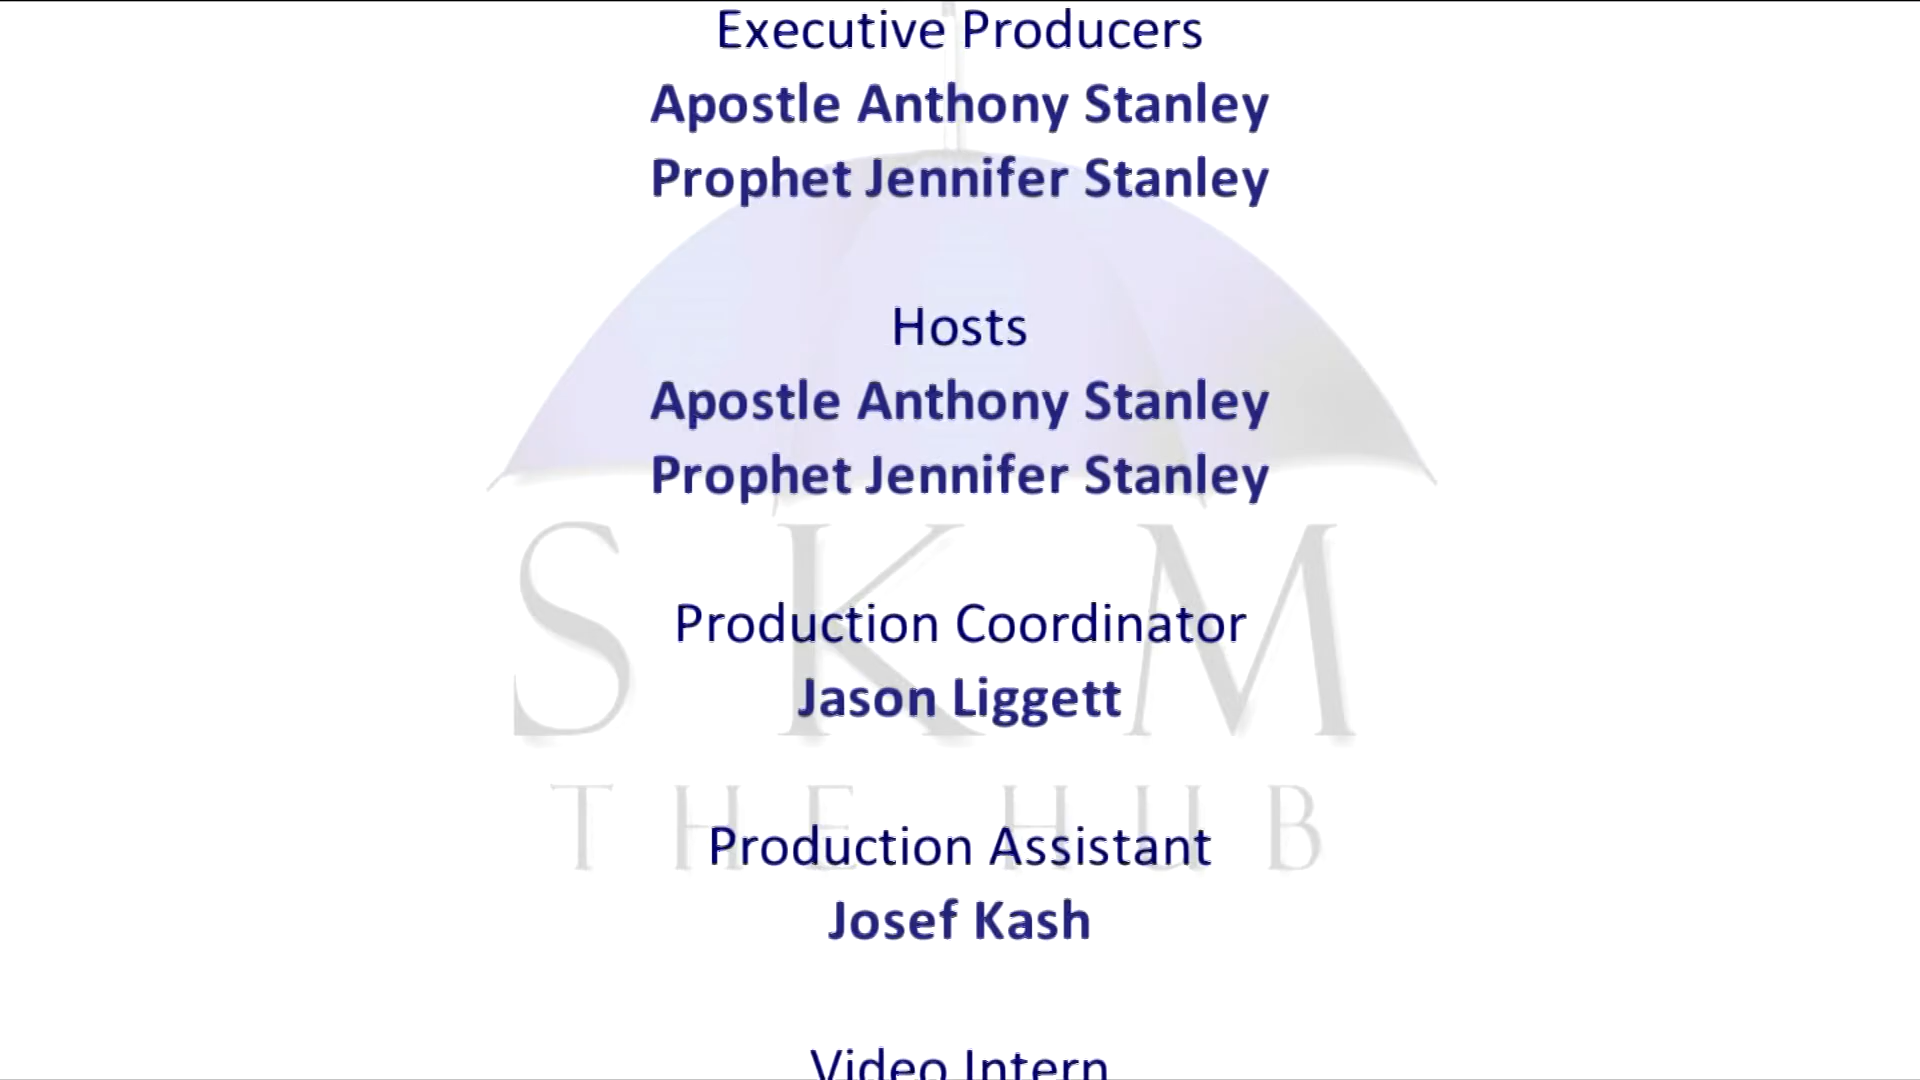 Executive Producers
Apostle Anthony Stanley
Prophet Jennifer Stanley
Hosts
Apostle Anthony Stanley
Prophet Jennifer Stanley
S K M
Production Coordinator
Jason Liggett
THE HUB
Production Assistant
Josef Kash
Video Intern